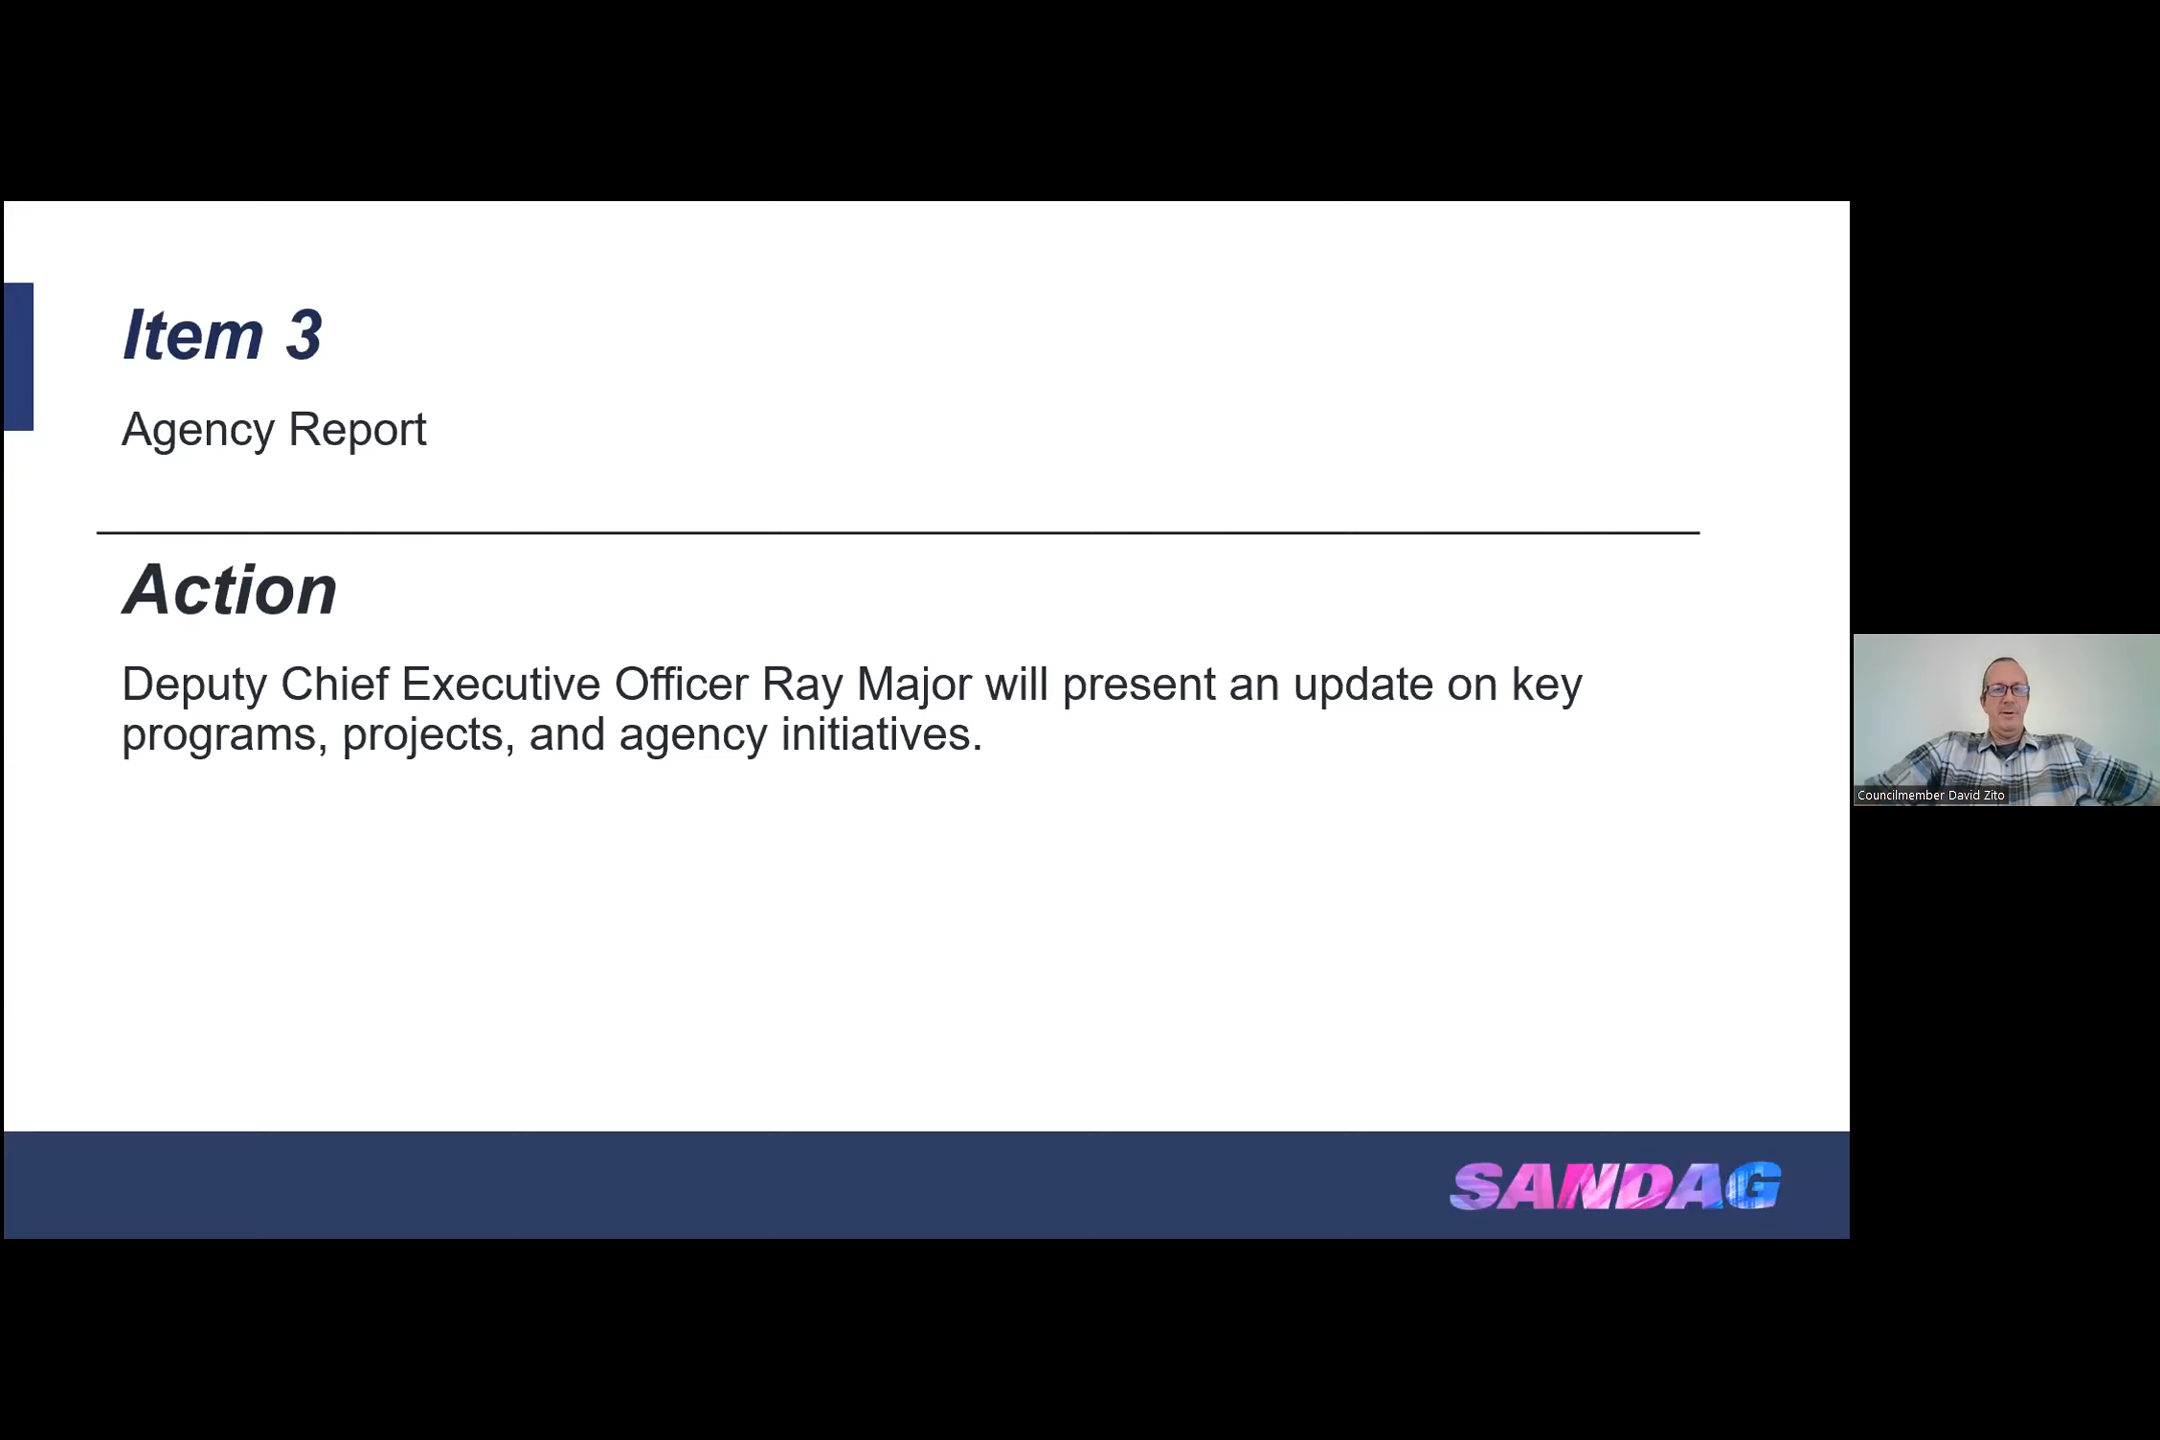 Item 3
Agency Report
Action
Deputy Chief Executive Officer Ray Major will present an update on key
programs, projects, and agency initiatives.
Councilmember David Zito
SANDAG